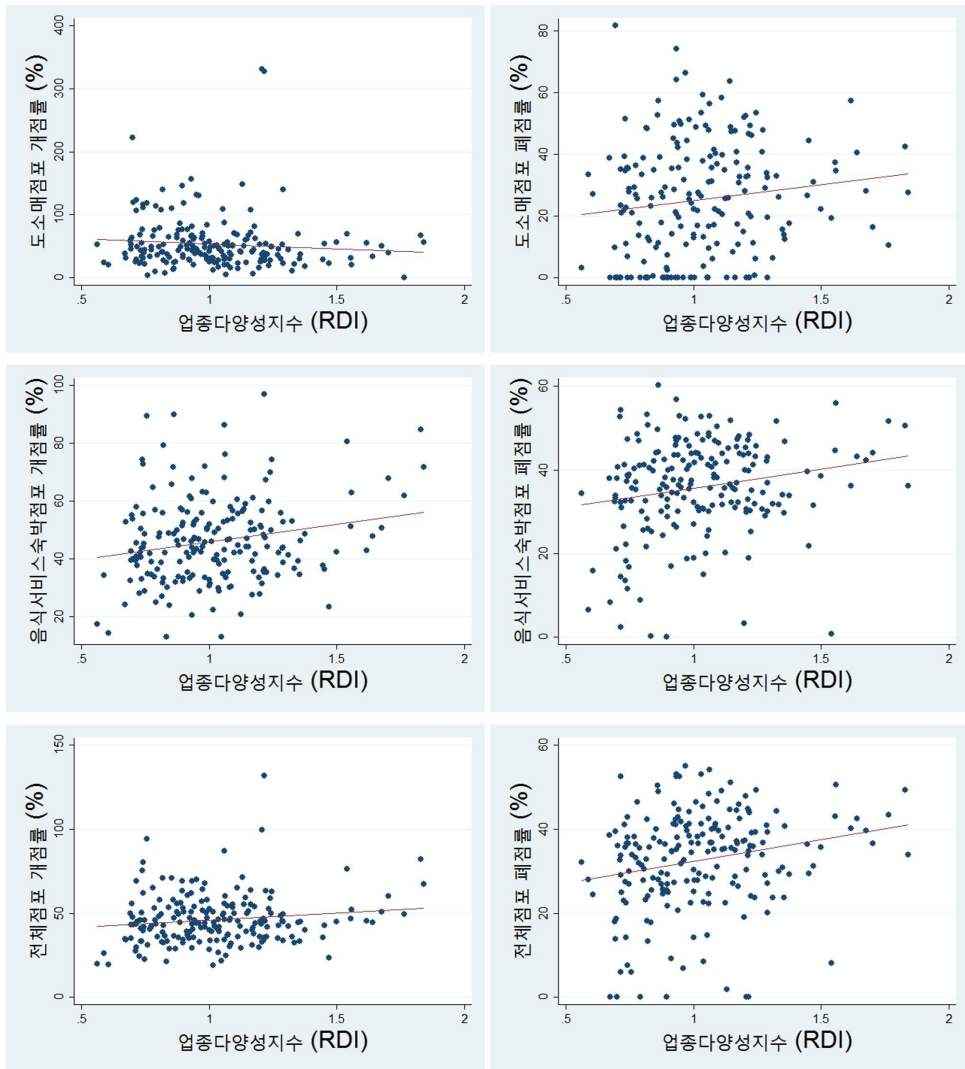 도소매점포 개점률 (%)
400
300
200
100
0
.5 1 1.5 2
업종다양성지수 (RDI)
도소매점포 폐점률 (%)
80
60
40
20
0
.5 1 1.5 2
업종다양성지수 (RDI)
음식서비스숙박점포 개점률 (%)
100
80
60
40
20
.5 1 1.5 2
업종다양성지수 (RDI)
음식서비스숙박점포 폐점률 (%)
60
40
20
0
.5 1 1.5 2
업종다양성지수 (RDI)
전체점포 개점률 (%)
150
100
50
0
.5 1 1.5 2
업종다양성지수 (RDI)
전체점포 폐점률 (%)
60
40
20
0
.5 1 1.5 2
업종다양성지수 (RDI)